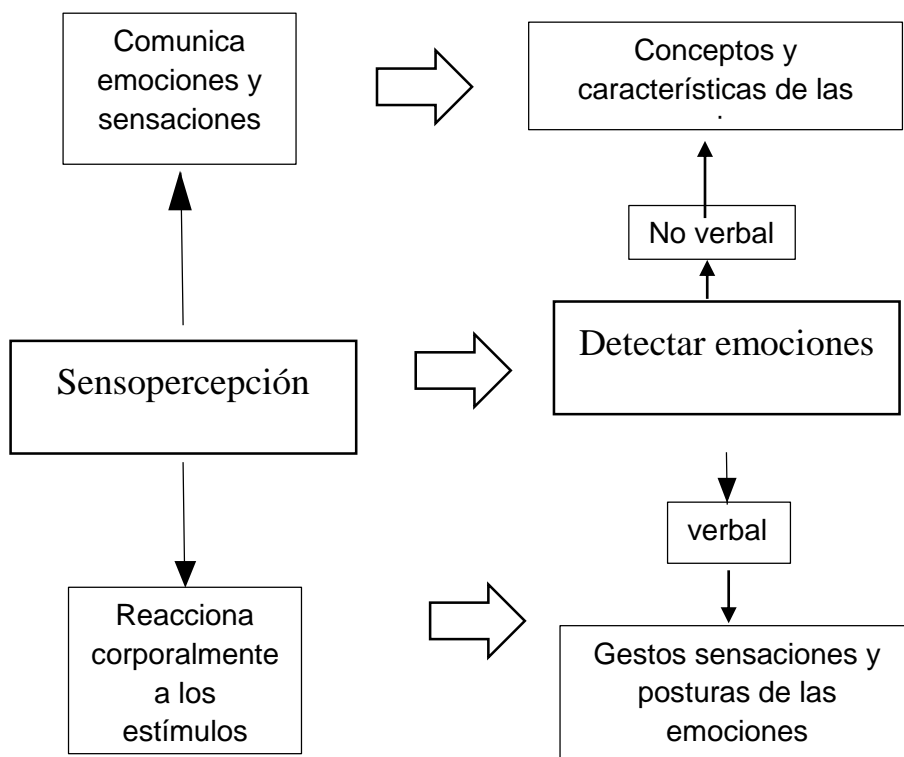 Comunica
emociones y
sensaciones
Conceptos y
características de las
No verbal
Sensopercepción
Detectar emociones
verbal
Reacciona
corporalmente
a los
estímulos
Gestos sensaciones y
posturas de las
emociones